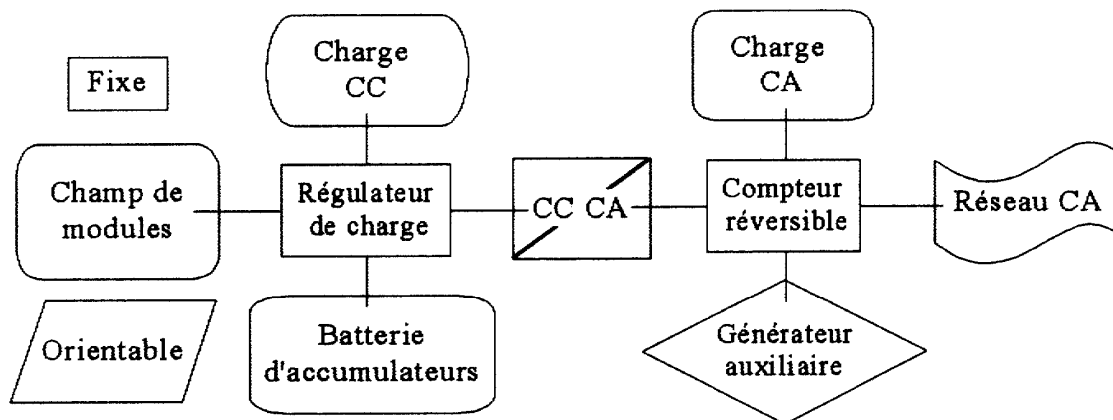 Fixe
Charge
CC
Charge
CA
Champ de
modules
Régulateur
de charge
CC CA
Compteur
réversible
Réseau CA
Orientable
Batterie
d'accumulateurs
Générateur
auxiliaire